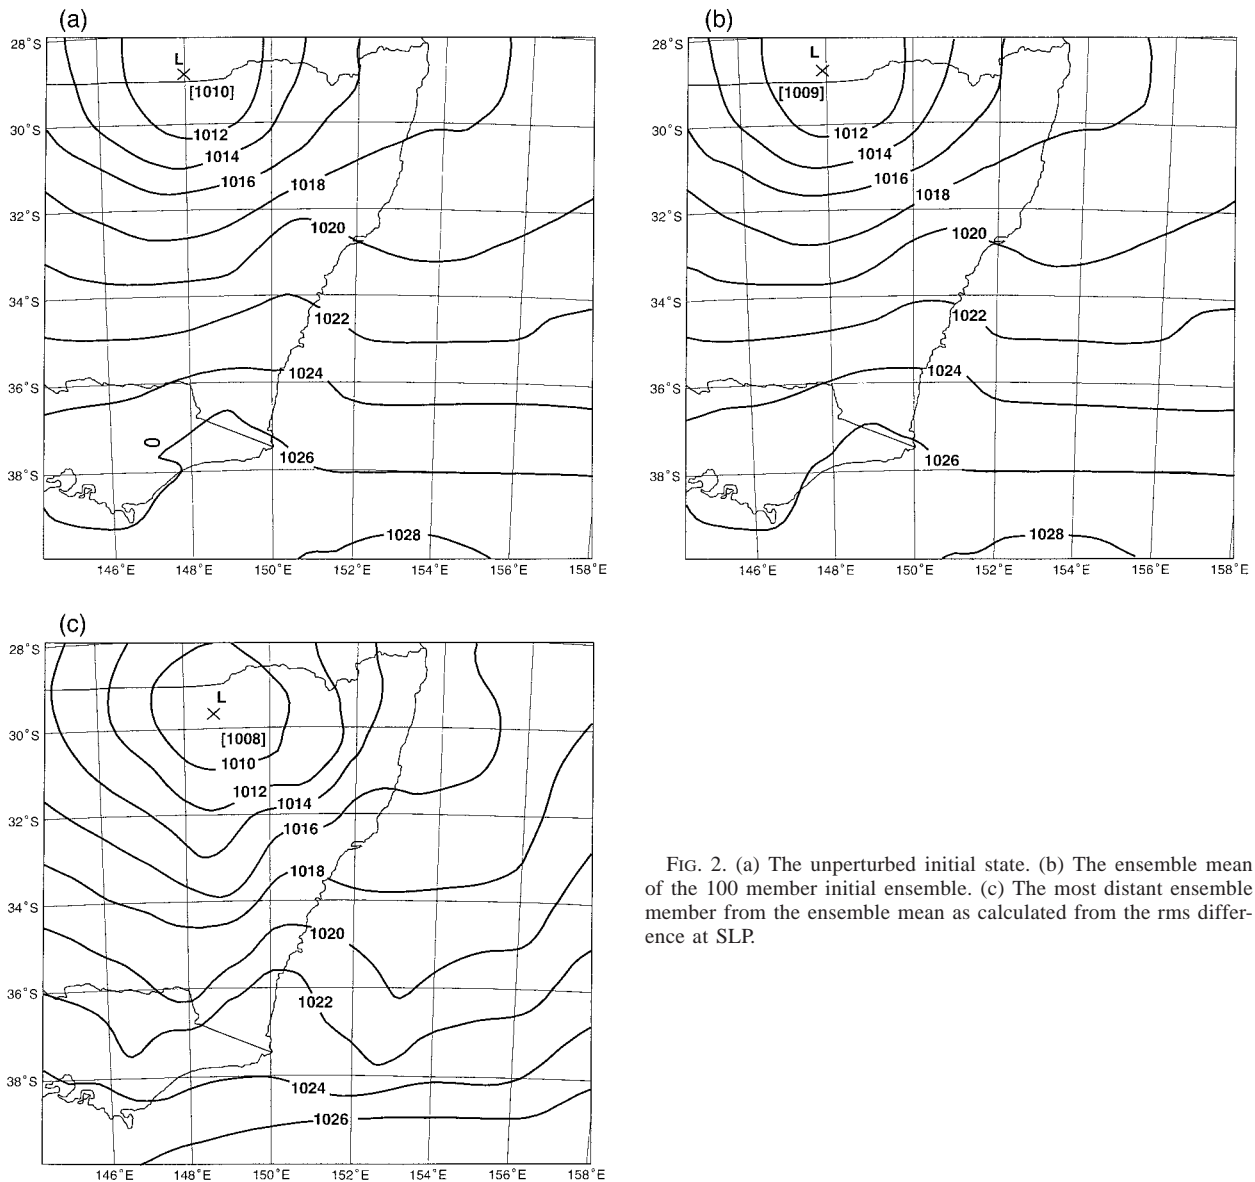 (a)
28°S
30°S
32°S
34°S
36°S
38°S
L
[1010]
1012
1014
1016
1018
1020
1022
1024
1026
1028
146°E 148°E 150°E 152°E 154°E 156°E 158°E
(b)
28°S
30°S
32°S
34°S
36°S
38°S
L
[1009]
1012
1014
1016
1018
1020
1022
1024
1026
1028
146°E 148°E 150°E 152°E 154°E 156°E 158°E
(c)
28°S
30°S
32°S
34°S
36°S
38°S
L
[1008]
1010
1012
1014
1016
1018
1020
1022
1024
1026
146°E 148°E 150°E 152°E 154°E 156°E 158°E
FIG. 2. (a) The unperturbed initial state. (b) The ensemble mean
of the 100 member initial ensemble. (c) The most distant ensemble
member from the ensemble mean as calculated from the rms differ-
ence at SLP.